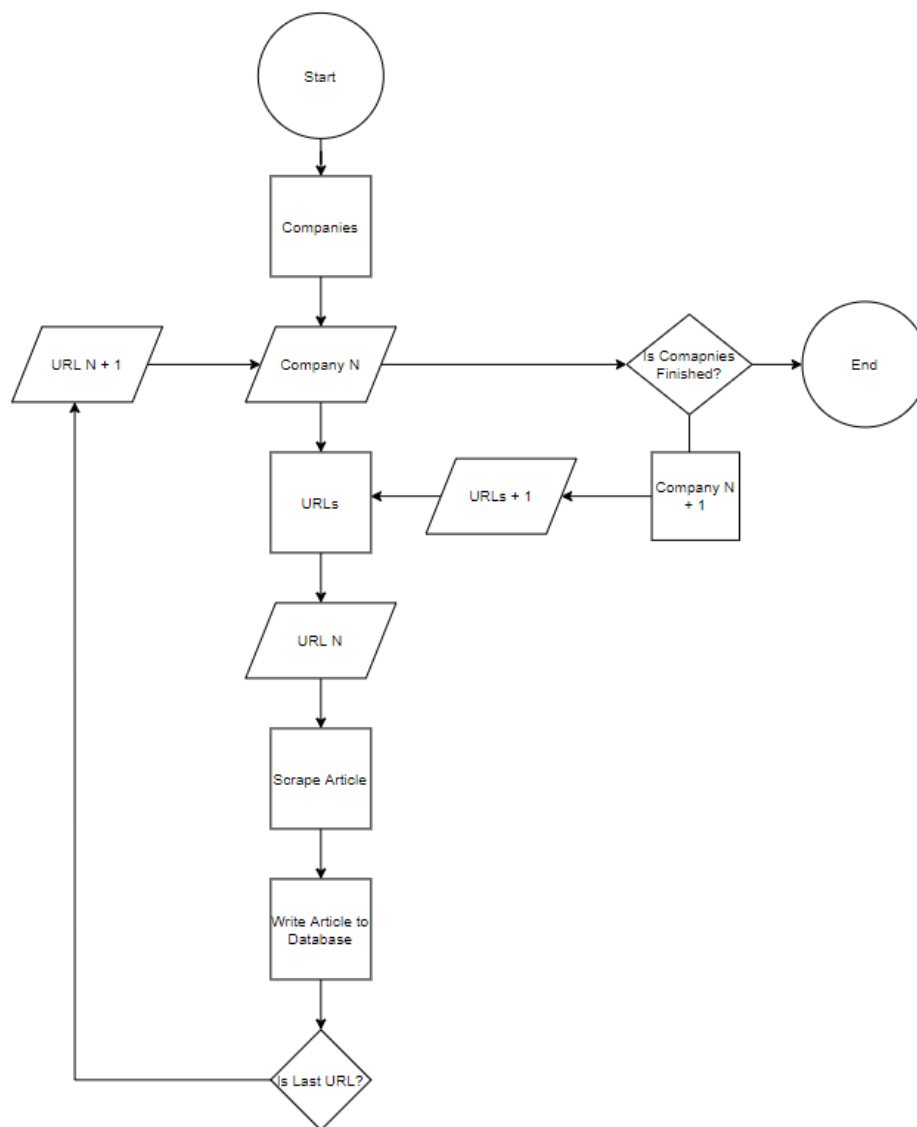 Start
Companies
URL N + 1
Company N
Is Comapnies
Finished?
End
URLs
URLs + 1
Company N
+ 1
URL N
Scrape Article
Write Article to
Database
Is Last URL?